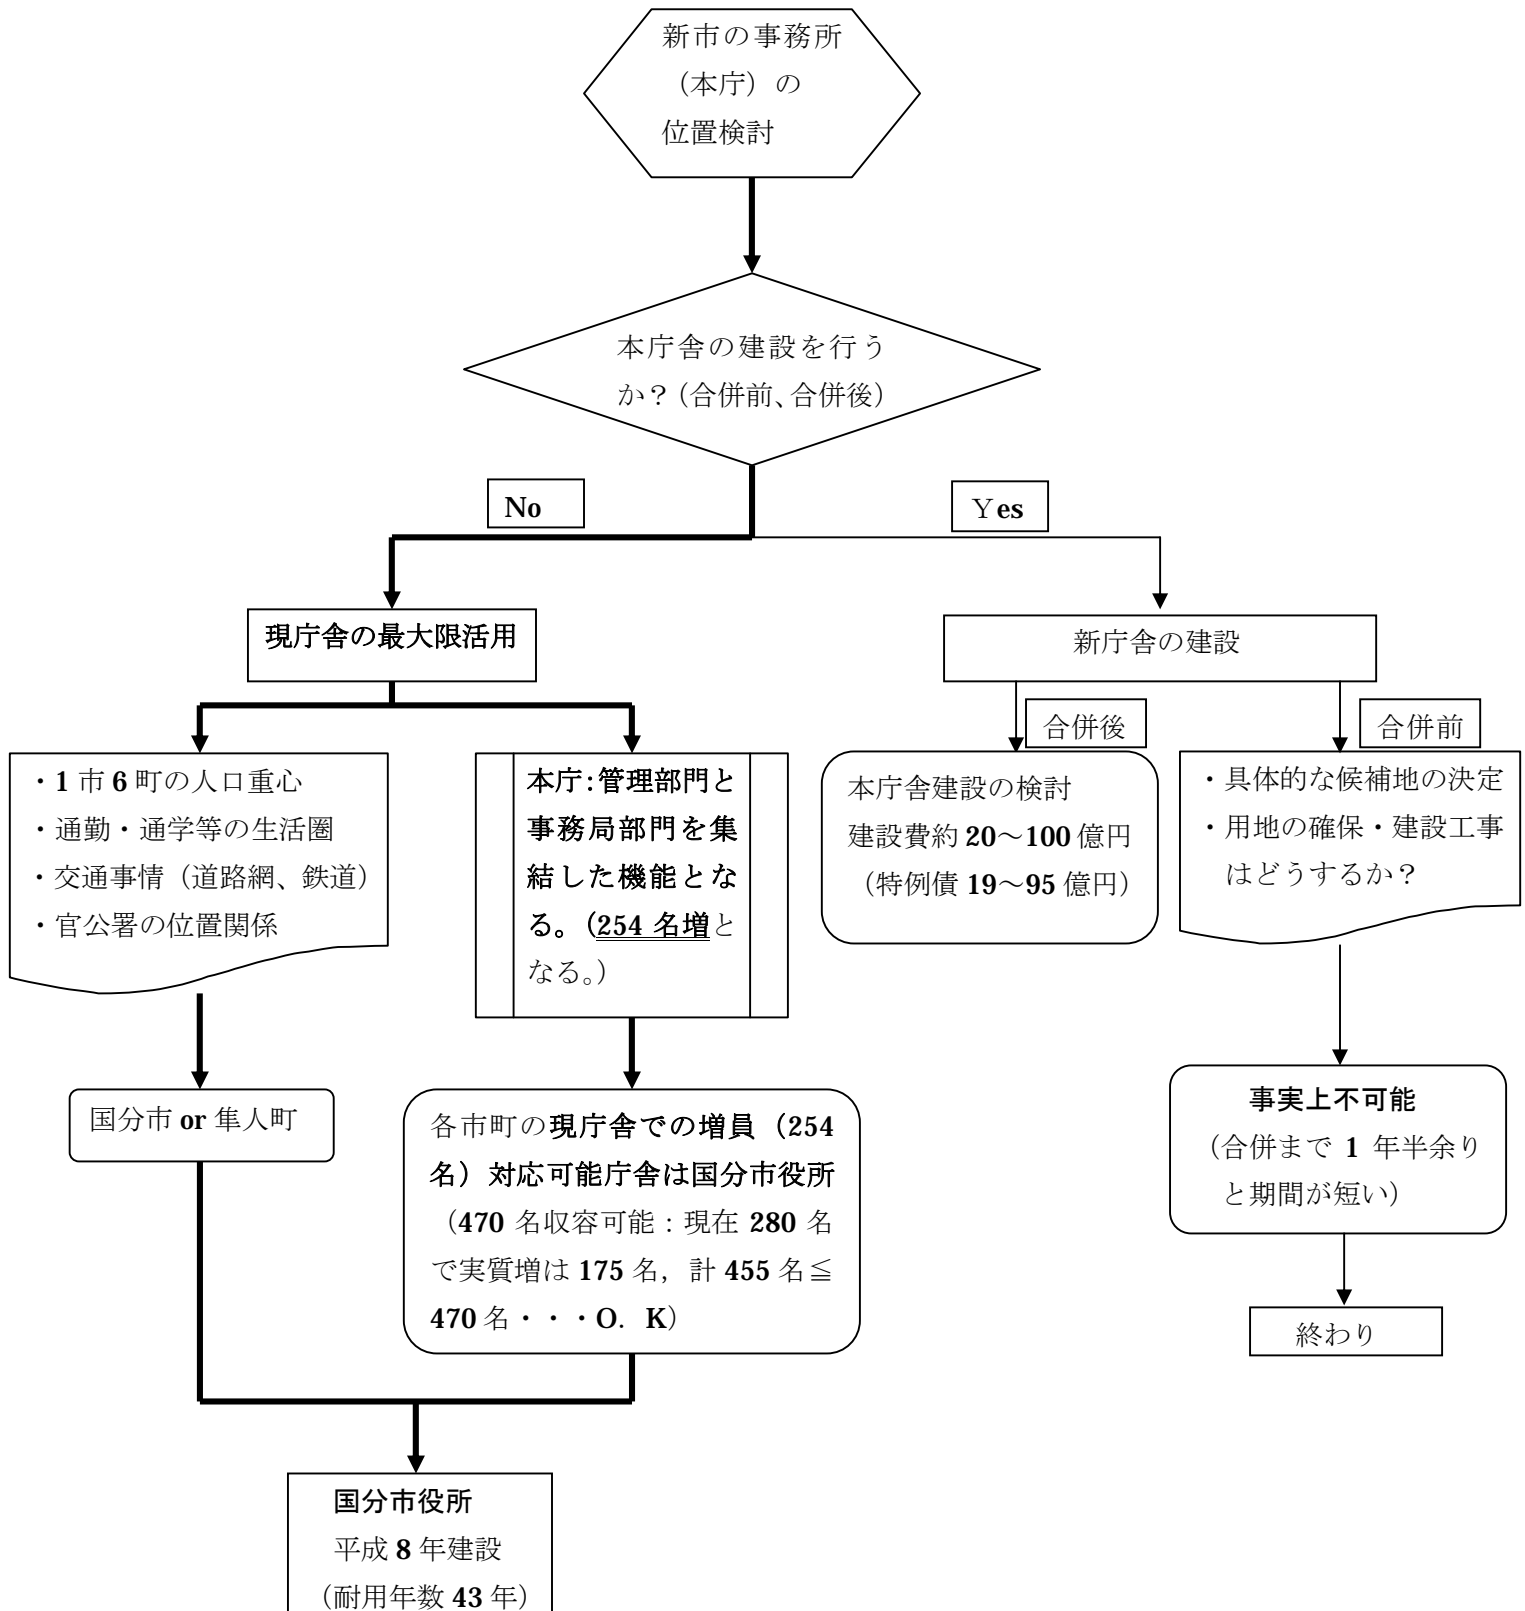 新市の事務所
（本庁）の
位置検討
本庁舎の建設を行う
か？（合併前、合併後）
No
Ｙes
現庁舎の最大限活用
新庁舎の建設
合併後
合併前
・1 市 6 町の人口重心
・通勤・通学等の生活圏
・交通事情（道路網、鉄道）
・官公署の位置関係
本庁：管理部門と
事務局部門を集
結した機能とな
る。（254 名増と
なる。）
本庁舎建設の検討
建設費約 20～100 億円
（特例債 19～95 億円）
・具体的な候補地の決定
・用地の確保・建設工事
はどうするか？
国分市 or 隼人町
各市町の現庁舎での増員（254
名）対応可能庁舎は国分市役所
（470 名収容可能：現在 280 名
で実質増は 175 名，計 455 名≦
470 名・・・O．K）
事実上不可能
（合併まで 1 年半余り
と期間が短い）
終わり
国分市役所
平成 8 年建設
（耐用年数 43 年）